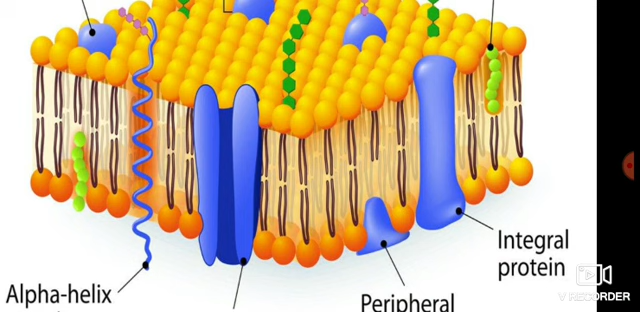 Integral
protein
V RECORDER
Alpha-helix
Peripheral